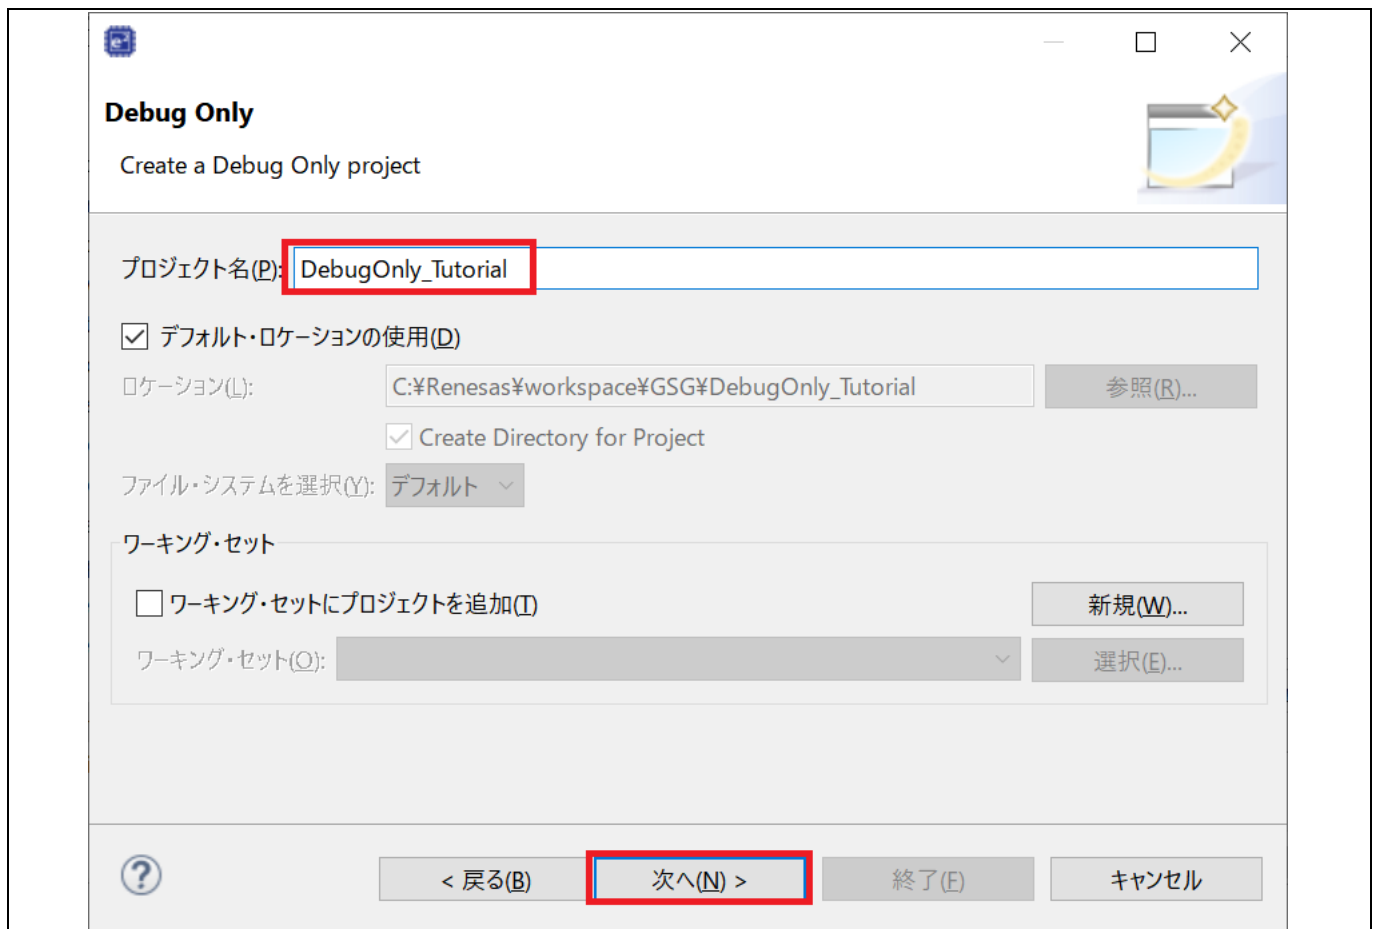 e²
Debug Only
Create a Debug Only project
プロジェクト名(P): DebugOnly_Tutorial
デフォルト・ロケーションの使用(D)
ロケーション(L): C:¥Renesas¥workspace¥GSG¥DebugOnly_Tutorial 参照(R)...
Create Directory for Project
ファイル・システムを選択(Y): デフォルト
ワーキング・セット
ワーキング・セットにプロジェクトを追加(T) 新規(W)...
ワーキング・セット(O): 選択(E)...
? < 戻る(B) 次へ(N) > 終了(F) キャンセル